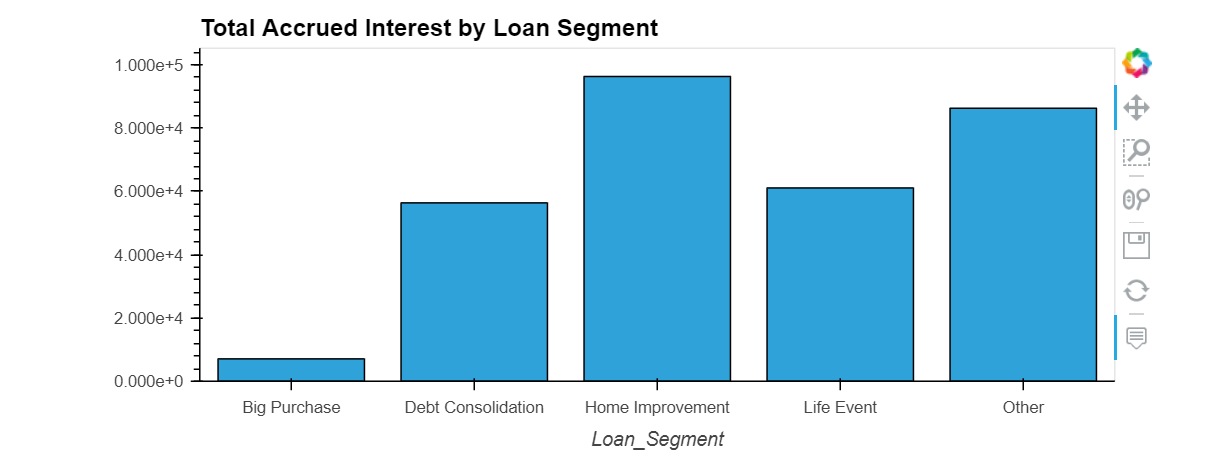 Total Accrued Interest by Loan Segment
1.000e+5
8.000e+4
6.000e+4
4.000e+4
2.000e+4
0.000e+0
Big Purchase Debt Consolidation Home Improvement Life Event Other
Loan_Segment